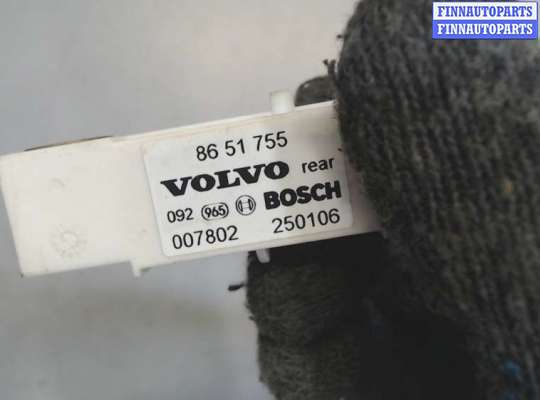 FINNAUTOPARTS
FINNAUTOPARTS
86 51 755
VOLVO rear
092 965 BOSCH
007802 250106